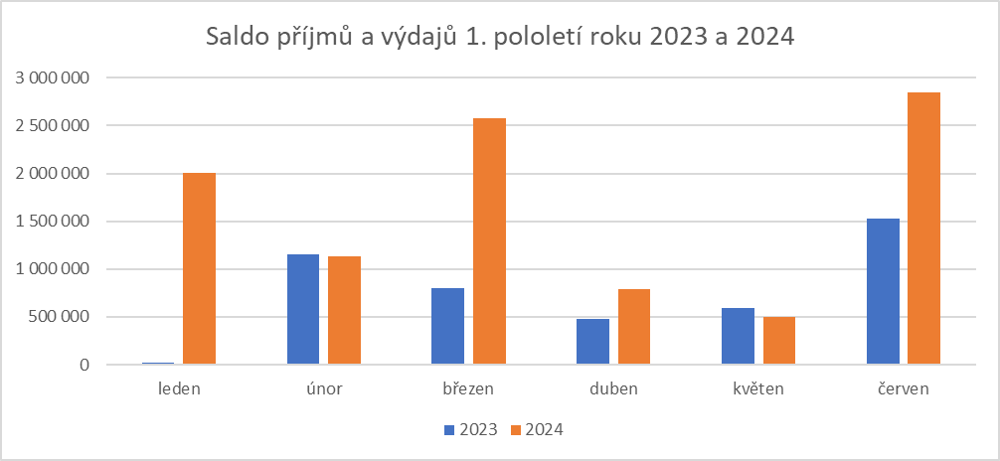 Saldo příjmů a výdajů 1. pololetí roku 2023 a 2024
3 000 000
2 500 000
2 000 000
1 500 000
1 000 000
500 000
0
leden únor březen duben květen červen
2023 2024